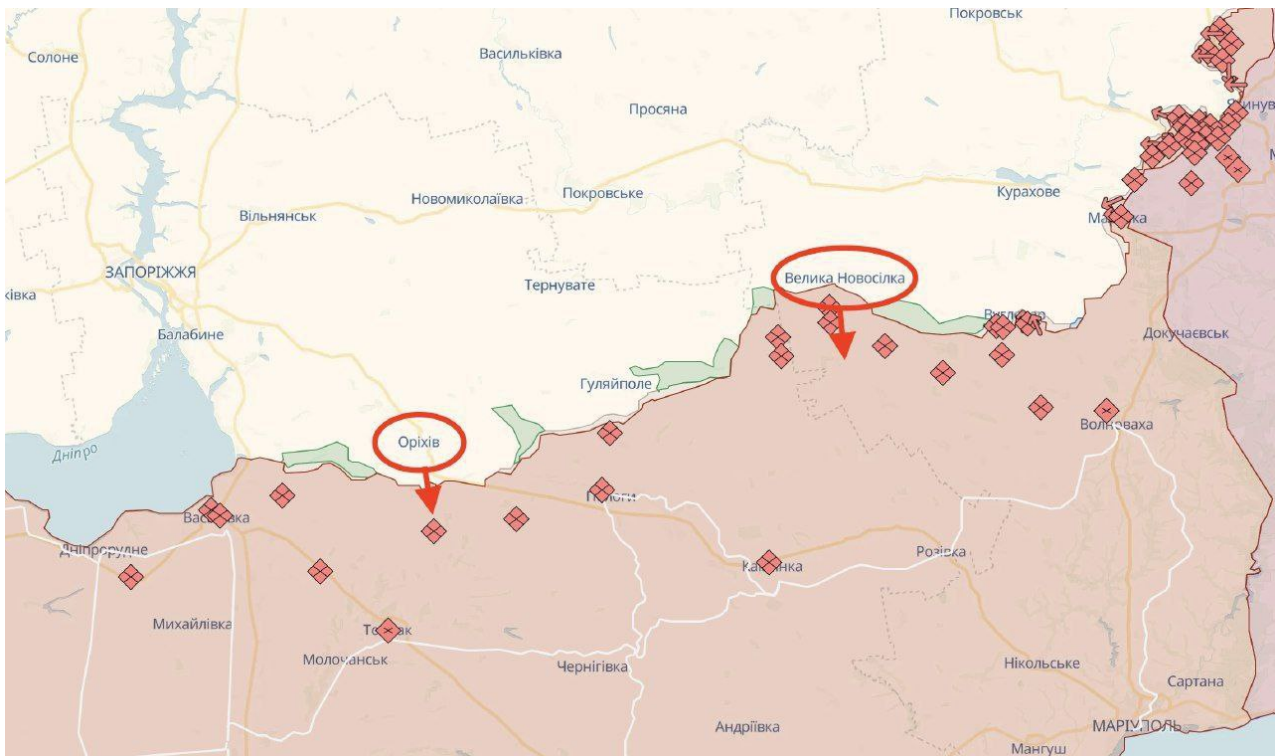 Покровськ
Солоне
Васильківка
Просяна
Новомиколаївка
Покровське
Курахове
Вільнянськ
ЗАПОРІЖЖЯ
Тернувате
Велика Новосілка
Балабине
Докучаєвськ
Гуляйполе
Оріхів
Волноваха
Дніпро
Дніпрорудне
Розівка
Михайлівка
Молочанськ
Чернігівка
Нікольське
Сартана
Андріївка
МАРІУПОЛЬ
Мангуш